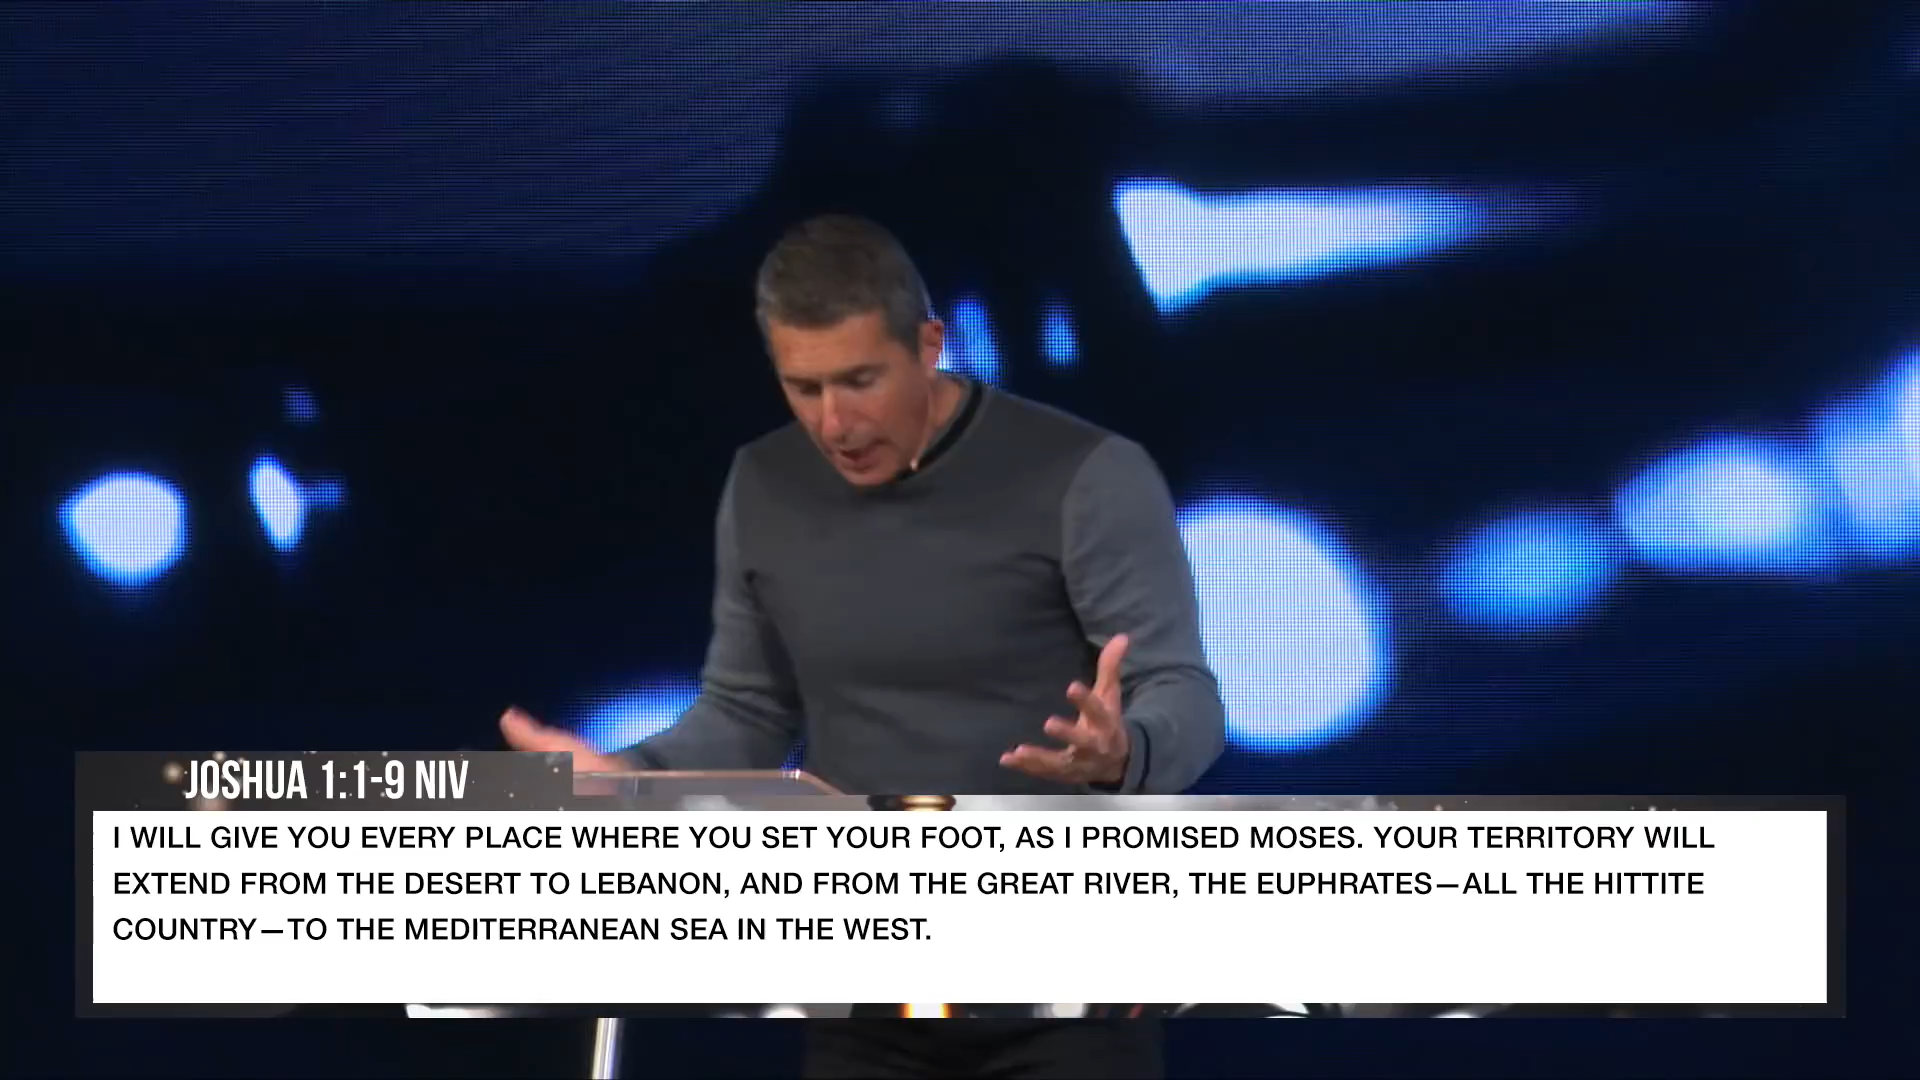 JOSHUA 1:1-9 NIV
I WILL GIVE YOU EVERY PLACE WHERE YOU SET YOUR FOOT, AS I PROMISED MOSES. YOUR TERRITORY WILL
EXTEND FROM THE DESERT TO LEBANON, AND FROM THE GREAT RIVER, THE EUPHRATES—ALL THE HITTITE
COUNTRY—TO THE MEDITERRANEAN SEA IN THE WEST.